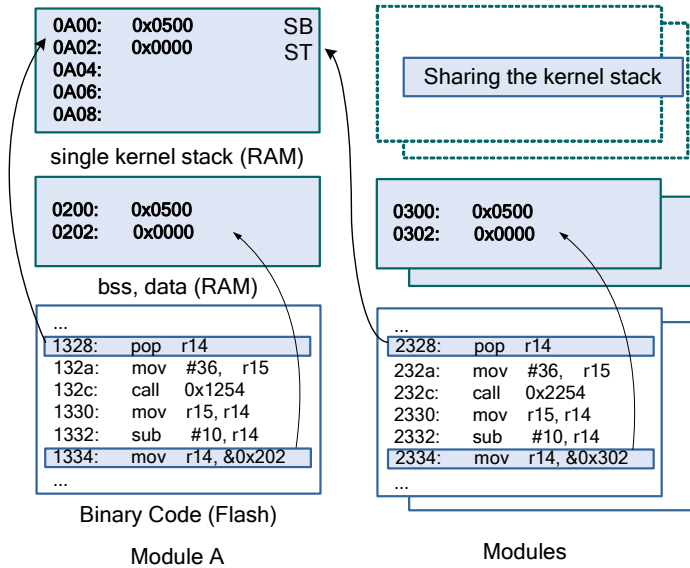 0A00: 0x0500 SB
0A02: 0x0000 ST
0A04:
0A06:
0A08:
single kernel stack (RAM)
0200: 0x0500
0202: 0x0000
bss, data (RAM)
...
1328: pop r14
132a: mov #36, r15
132c: call 0x1254
1330: mov r15, r14
1332: sub #10, r14
1334: mov r14, &0x202
...
Binary Code (Flash)
Module A
Sharing the kernel stack
0300: 0x0500
0302: 0x0000
...
2328: pop r14
232a: mov #36, r15
232c: call 0x2254
2330: mov r15, r14
2332: sub #10, r14
2334: mov r14, &0x302
...
Modules